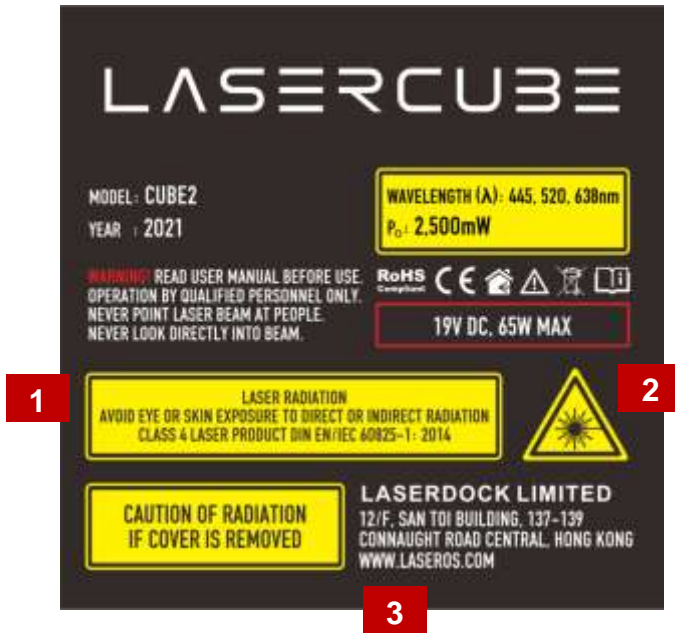 LASERCUBE
MODEL: CUBE2
YEAR : 2021
WAVELENGTH (λ): 445, 520, 638nm
Po: 2,500mW
WARNING! READ USER MANUAL BEFORE USE.
OPERATION BY QUALIFIED PERSONNEL ONLY.
NEVER POINT LASER BEAM AT PEOPLE.
NEVER LOOK DIRECTLY INTO BEAM.
RoHS
Compliant
CE
19V DC, 65W MAX
1
LASER RADIATION
AVOID EYE OR SKIN EXPOSURE TO DIRECT OR INDIRECT RADIATION
CLASS 4 LASER PRODUCT DIN EN/IEC 60825-1: 2014
2
CAUTION OF RADIATION
IF COVER IS REMOVED
LASERDOCK LIMITED
12/F, SAN TOI BUILDING, 137-139
CONNAUGHT ROAD CENTRAL, HONG KONG
WWW.LASEROS.COM
3